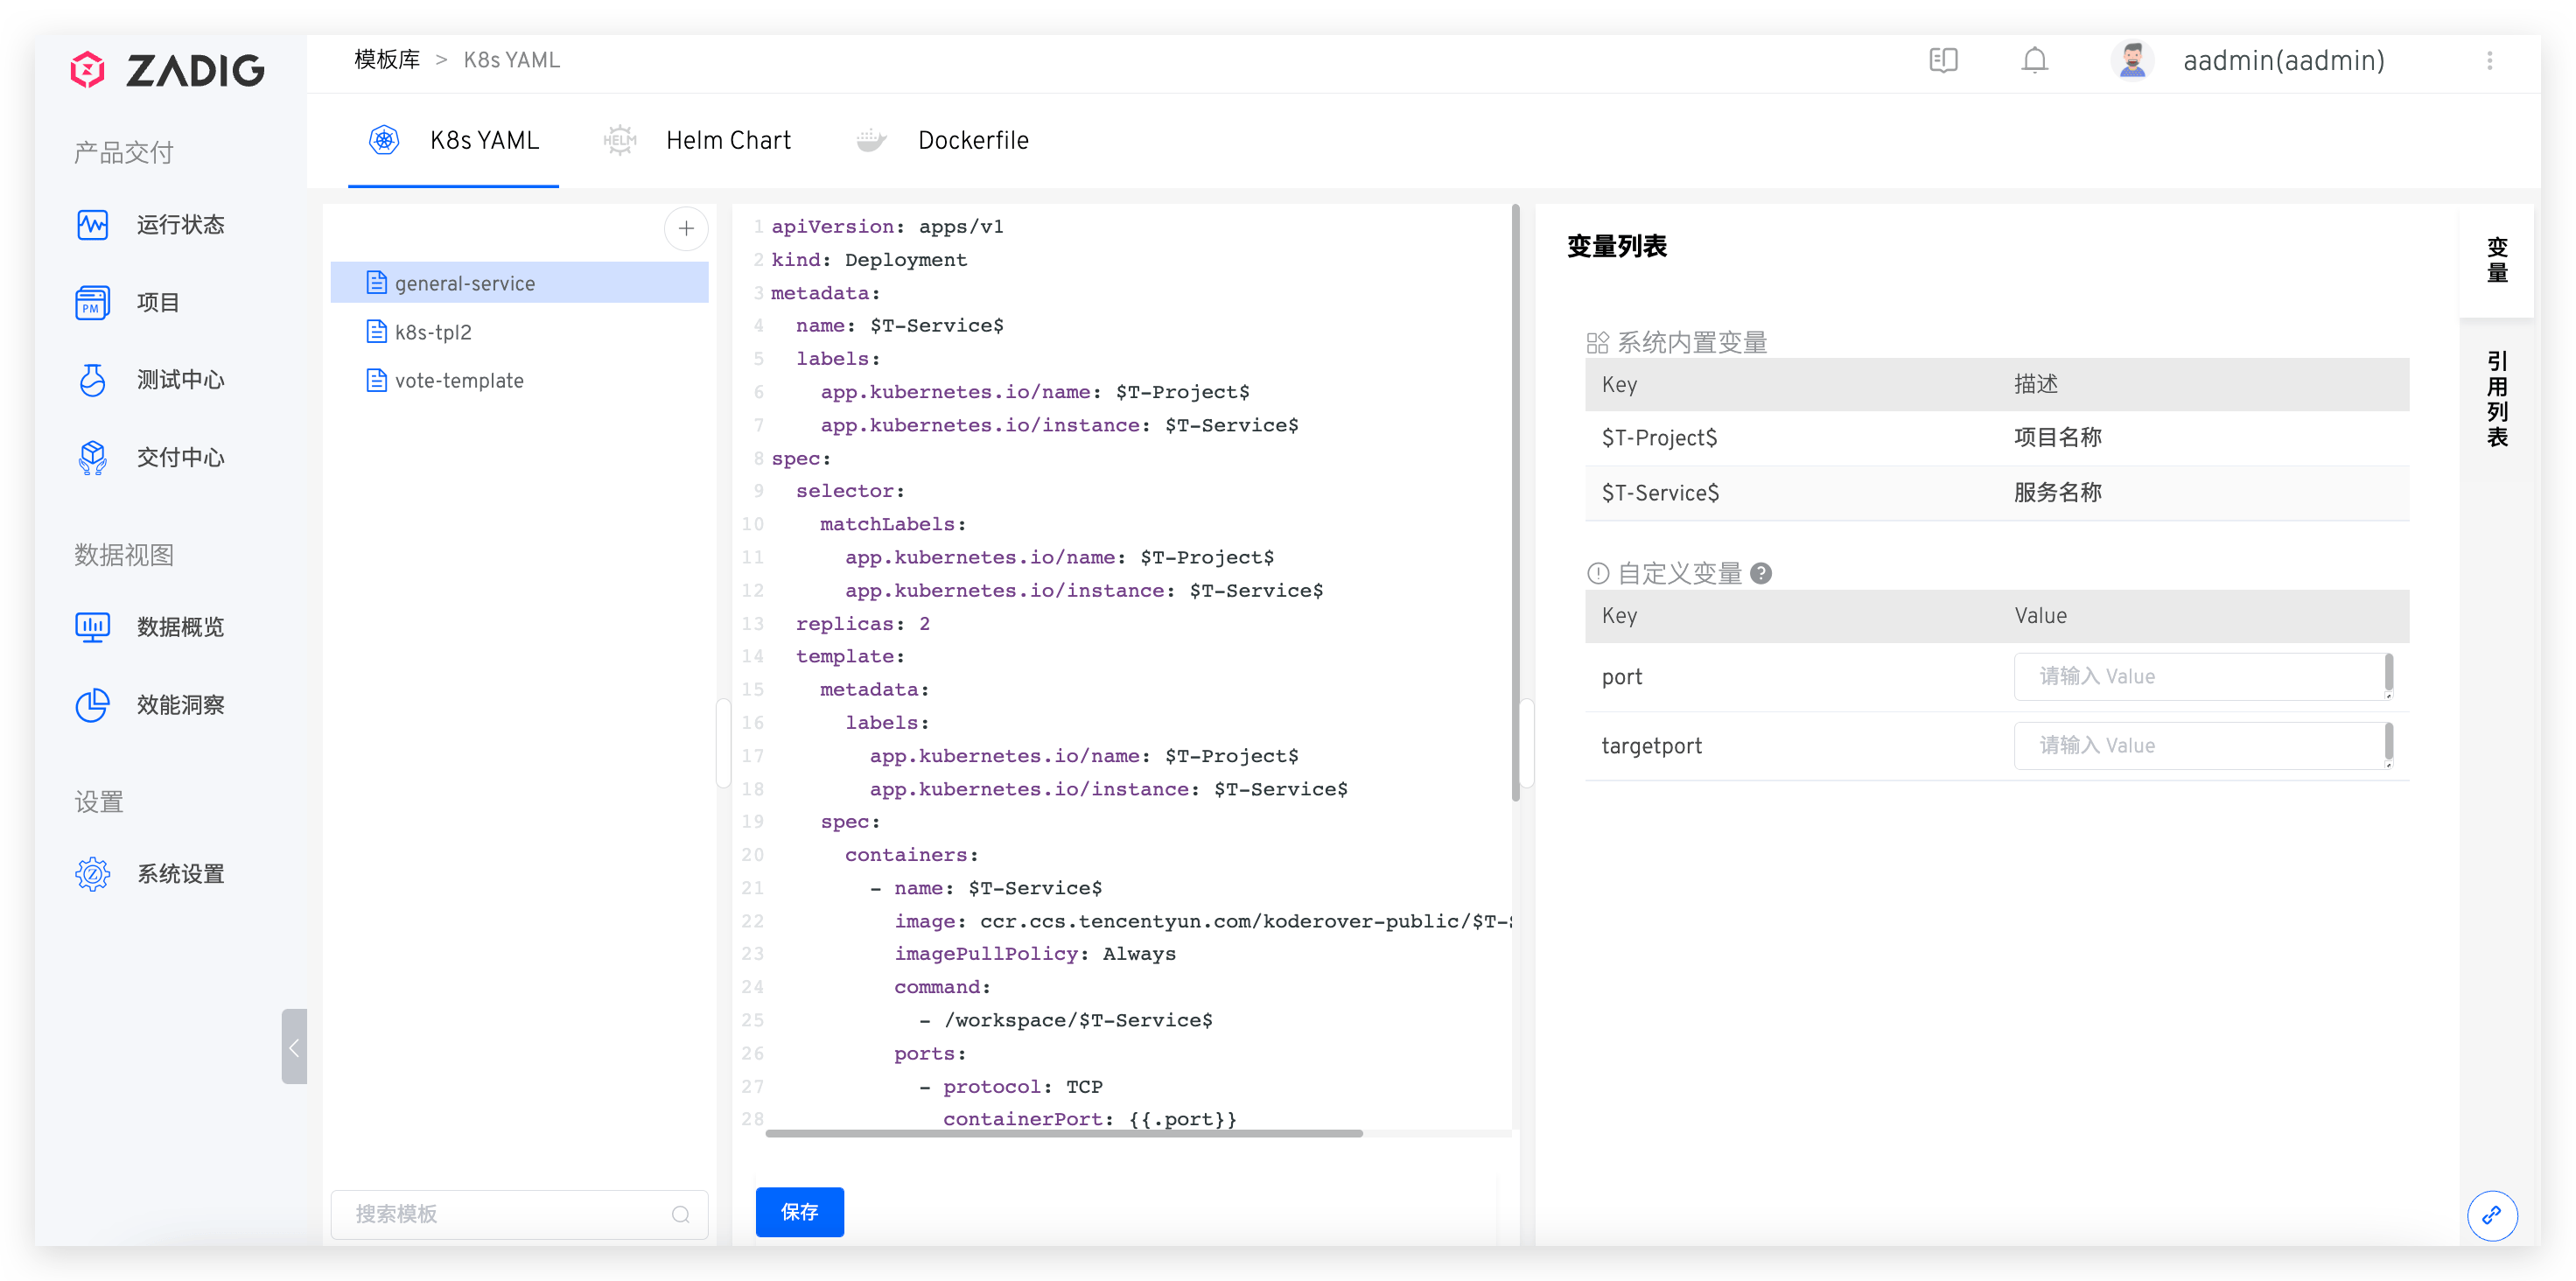 ZADIG
产品交付
运行状态
项目
测试中心
交付中心
数据视图
数据概览
效能洞察
设置
系统设置
模板库 > K8s YAML
aadmin(aadmin)
K8s YAML
Helm Chart
Dockerfile
general-service
k8s-tpl2
vote-template
搜索模板
1 apiVersion: apps/v1
2 kind: Deployment
3 metadata:
4   name: $T-Service$
5   labels:
6     app.kubernetes.io/name: $T-Project$
7     app.kubernetes.io/instance: $T-Service$
8 spec:
9   selector:
10     matchLabels:
11       app.kubernetes.io/name: $T-Project$
12       app.kubernetes.io/instance: $T-Service$
13   replicas: 2
14   template:
15     metadata:
16       labels:
17         app.kubernetes.io/name: $T-Project$
18         app.kubernetes.io/instance: $T-Service$
19     spec:
20       containers:
21         - name: $T-Service$
22           image: ccr.ccs.tencentyun.com/koderover-public/$T-
23           imagePullPolicy: Always
24           command:
25             - /workspace/$T-Service$
26           ports:
27             - protocol: TCP
28               containerPort: {{.port}}
保存
变量列表
系统内置变量
Key 描述
$T-Project$ 项目名称
$T-Service$ 服务名称
自定义变量
Key Value
port 请输入 Value
targetport 请输入 Value
变量
引用列表